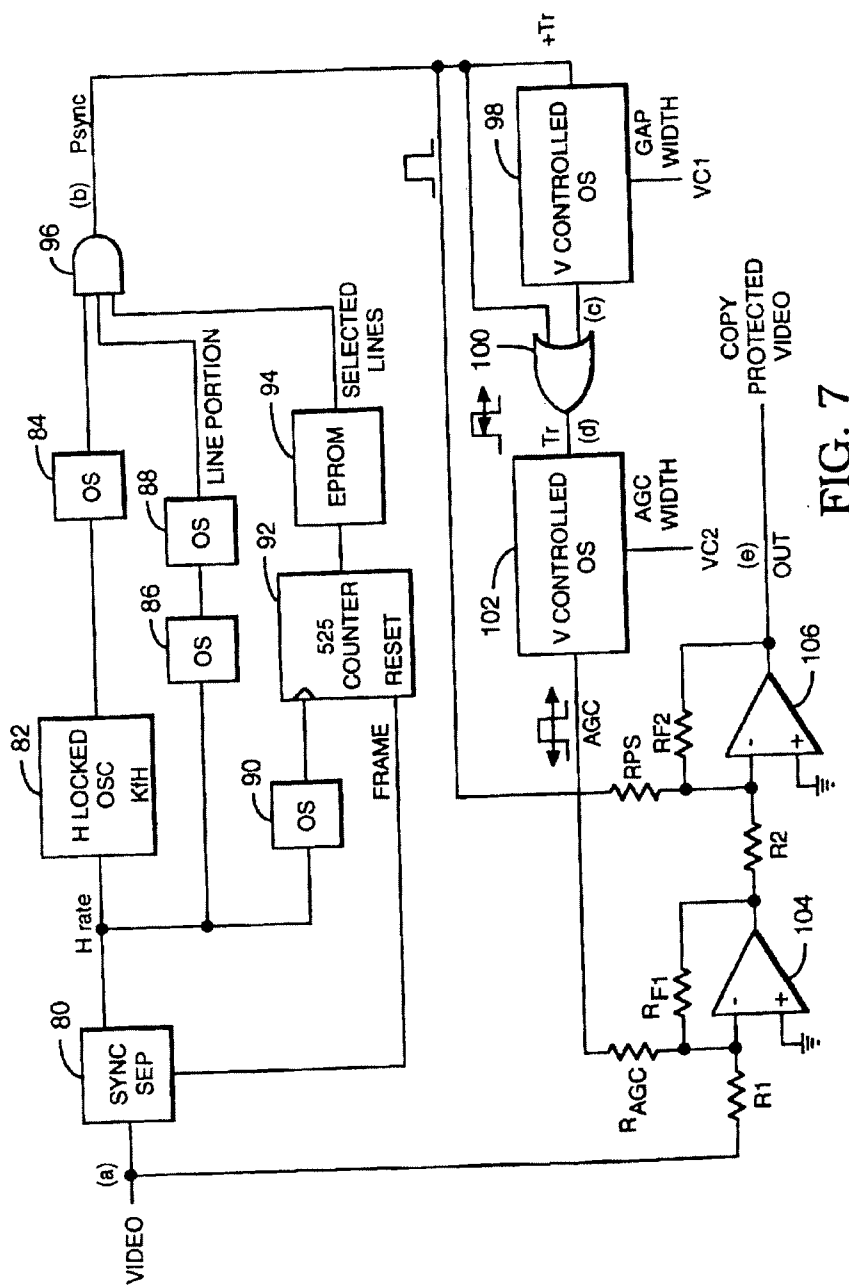 VIDEO
(a)
80
SYNC
SEP
H rate
82
H LOCKED
OSC
KfH
84
OS
86
OS
88
OS
LINE PORTION
90
OS
FRAME
92
525
COUNTER
RESET
94
EPROM
SELECTED
LINES
96
(b)
Psync
+Tr
98
V CONTROLLED
OS
GAP
WIDTH
VC1
(c)
100
Tr
(d)
102
V CONTROLLED
OS
AGC
WIDTH
VC2
AGC
RPS
RAGC
R1
RF1
104
- 
+
R2
RF2
106
-
+
(e)
OUT
COPY
PROTECTED
VIDEO
FIG. 7